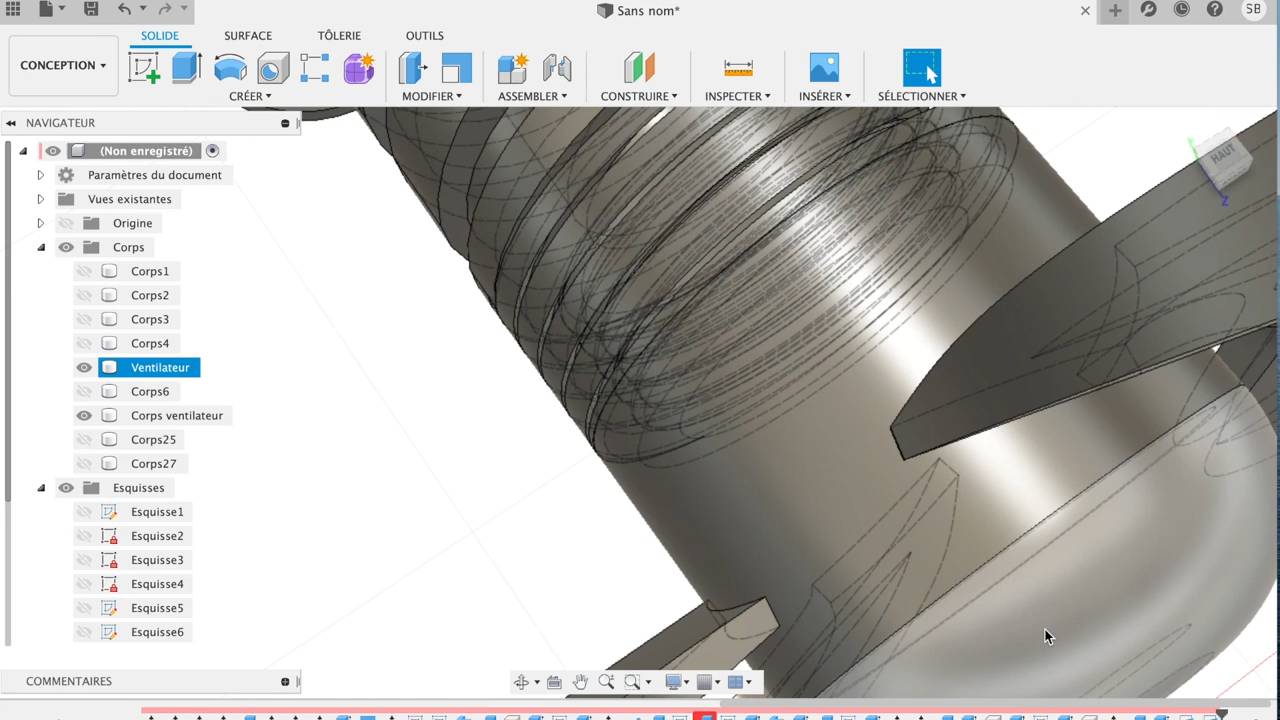 Sans nom*
SB
CONCEPTION
SOLIDE
SURFACE
TÔLERIE
OUTILS
CRÉER
MODIFIER
ASSEMBLER
CONSTRUIRE
INSPECTER
INSÉRER
SÉLECTIONNER
NAVIGATEUR
(Non enregistré)
Paramètres du document
Vues existantes
Origine
Corps
Corps1
Corps2
Corps3
Corps4
Ventilateur
Corps6
Corps ventilateur
Corps25
Corps27
Esquisses
Esquisse1
Esquisse2
Esquisse3
Esquisse4
Esquisse5
Esquisse6
COMMENTAIRES
HAUT
Z